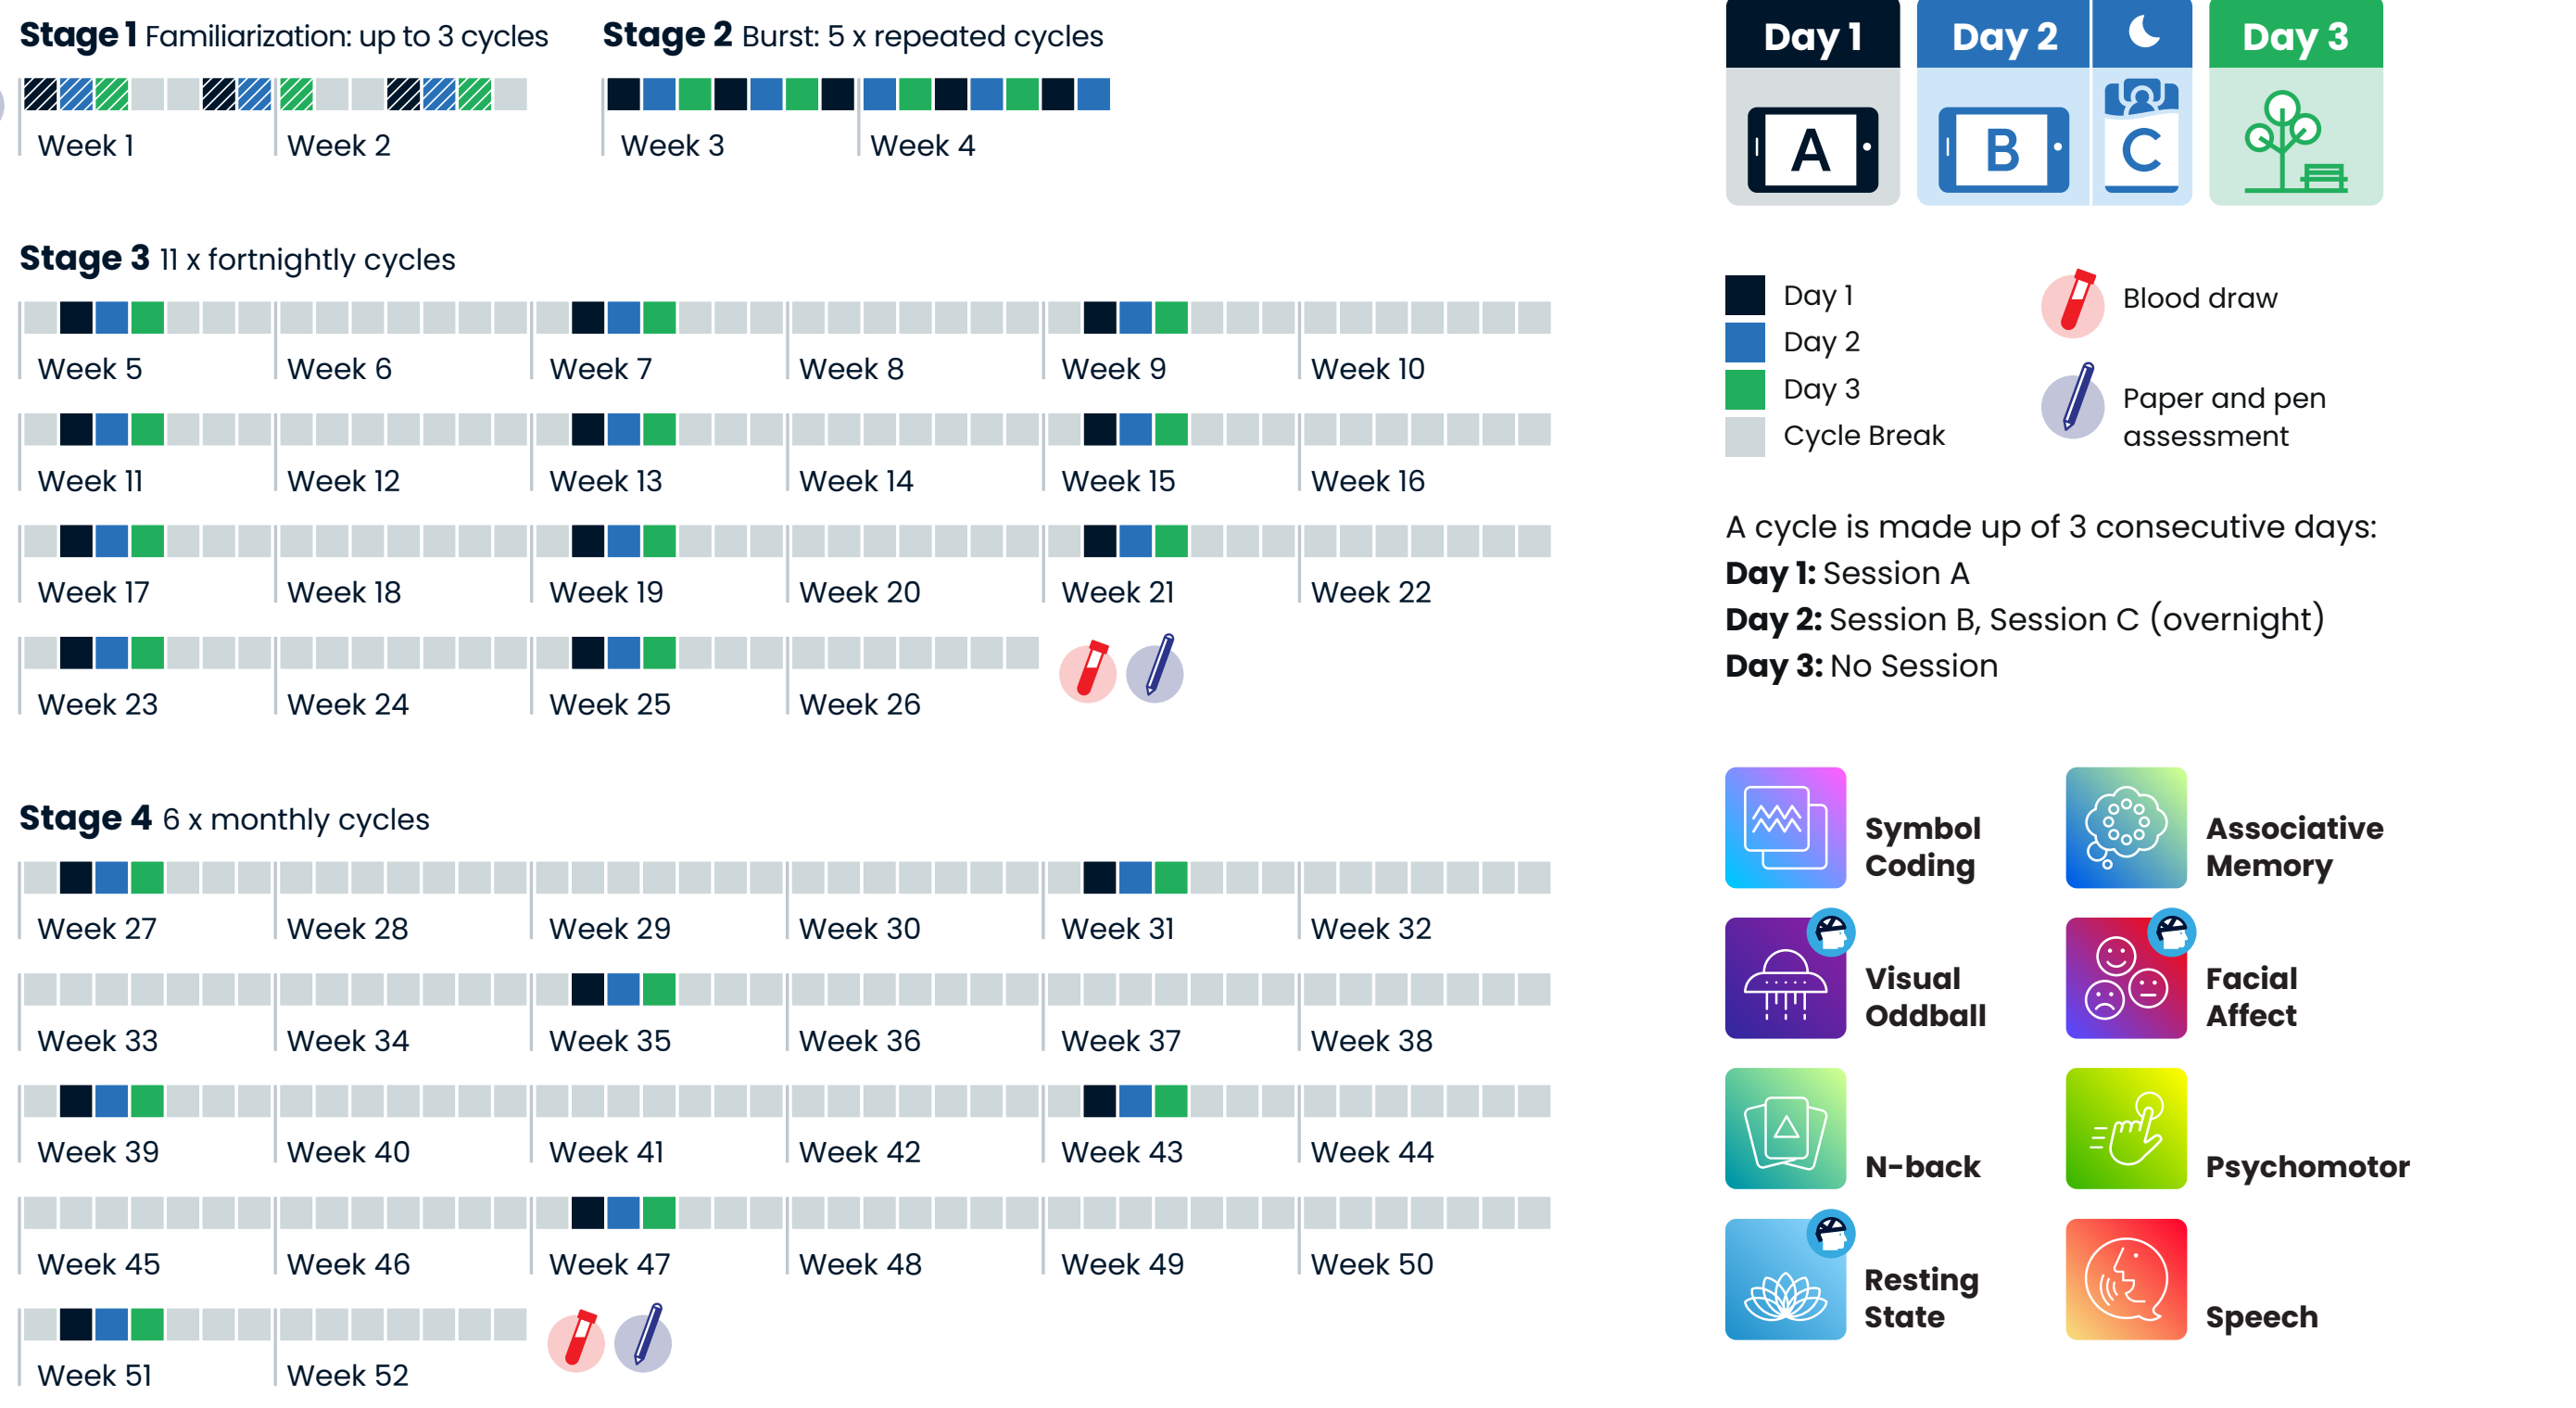 Stage 1 Familiarization: up to 3 cycles
Week 1 Week 2
Stage 2 Burst: 5 x repeated cycles
Week 3 Week 4
Stage 3 11 x fortnightly cycles
Week 5 Week 6 Week 7 Week 8 Week 9 Week 10
Week 11 Week 12 Week 13 Week 14 Week 15 Week 16
Week 17 Week 18 Week 19 Week 20 Week 21 Week 22
Week 23 Week 24 Week 25 Week 26
Stage 4 6 x monthly cycles
Week 27 Week 28 Week 29 Week 30 Week 31 Week 32
Week 33 Week 34 Week 35 Week 36 Week 37 Week 38
Week 39 Week 40 Week 41 Week 42 Week 43 Week 44
Week 45 Week 46 Week 47 Week 48 Week 49 Week 50
Week 51 Week 52
Day 1 Day 2 Day 3
A B C
Day 1
Day 2
Day 3
Cycle Break
Blood draw
Paper and pen
assessment
A cycle is made up of 3 consecutive days:
Day 1: Session A
Day 2: Session B, Session C (overnight)
Day 3: No Session
Symbol
Coding
Associative
Memory
Visual
Oddball
Facial
Affect
N-back
Psychomotor
Resting
State
Speech